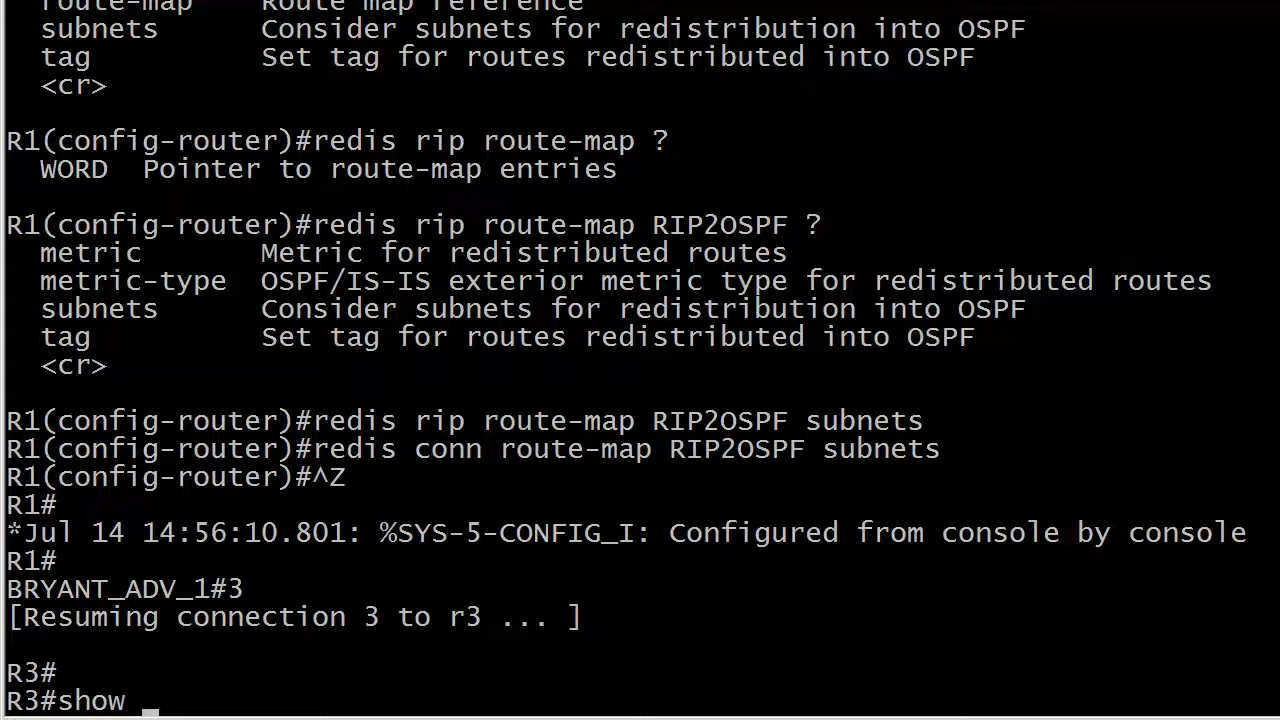 route-map    Route map reference
subnets      Consider subnets for redistribution into OSPF
tag          Set tag for routes redistributed into OSPF
<cr>
R1(config-router)#redis rip route-map ?
WORD  Pointer to route-map entries
R1(config-router)#redis rip route-map RIP2OSPF ?
metric       Metric for redistributed routes
metric-type  OSPF/IS-IS exterior metric type for redistributed routes
subnets      Consider subnets for redistribution into OSPF
tag          Set tag for routes redistributed into OSPF
<cr>
R1(config-router)#redis rip route-map RIP2OSPF subnets
R1(config-router)#redis conn route-map RIP2OSPF subnets
R1(config-router)#^Z
R1#
*Jul 14 14:56:10.801: %SYS-5-CONFIG_I: Configured from console by console
R1#
BRYANT_ADV_1#3
[Resuming connection 3 to r3 ... ]
R3#
R3#show